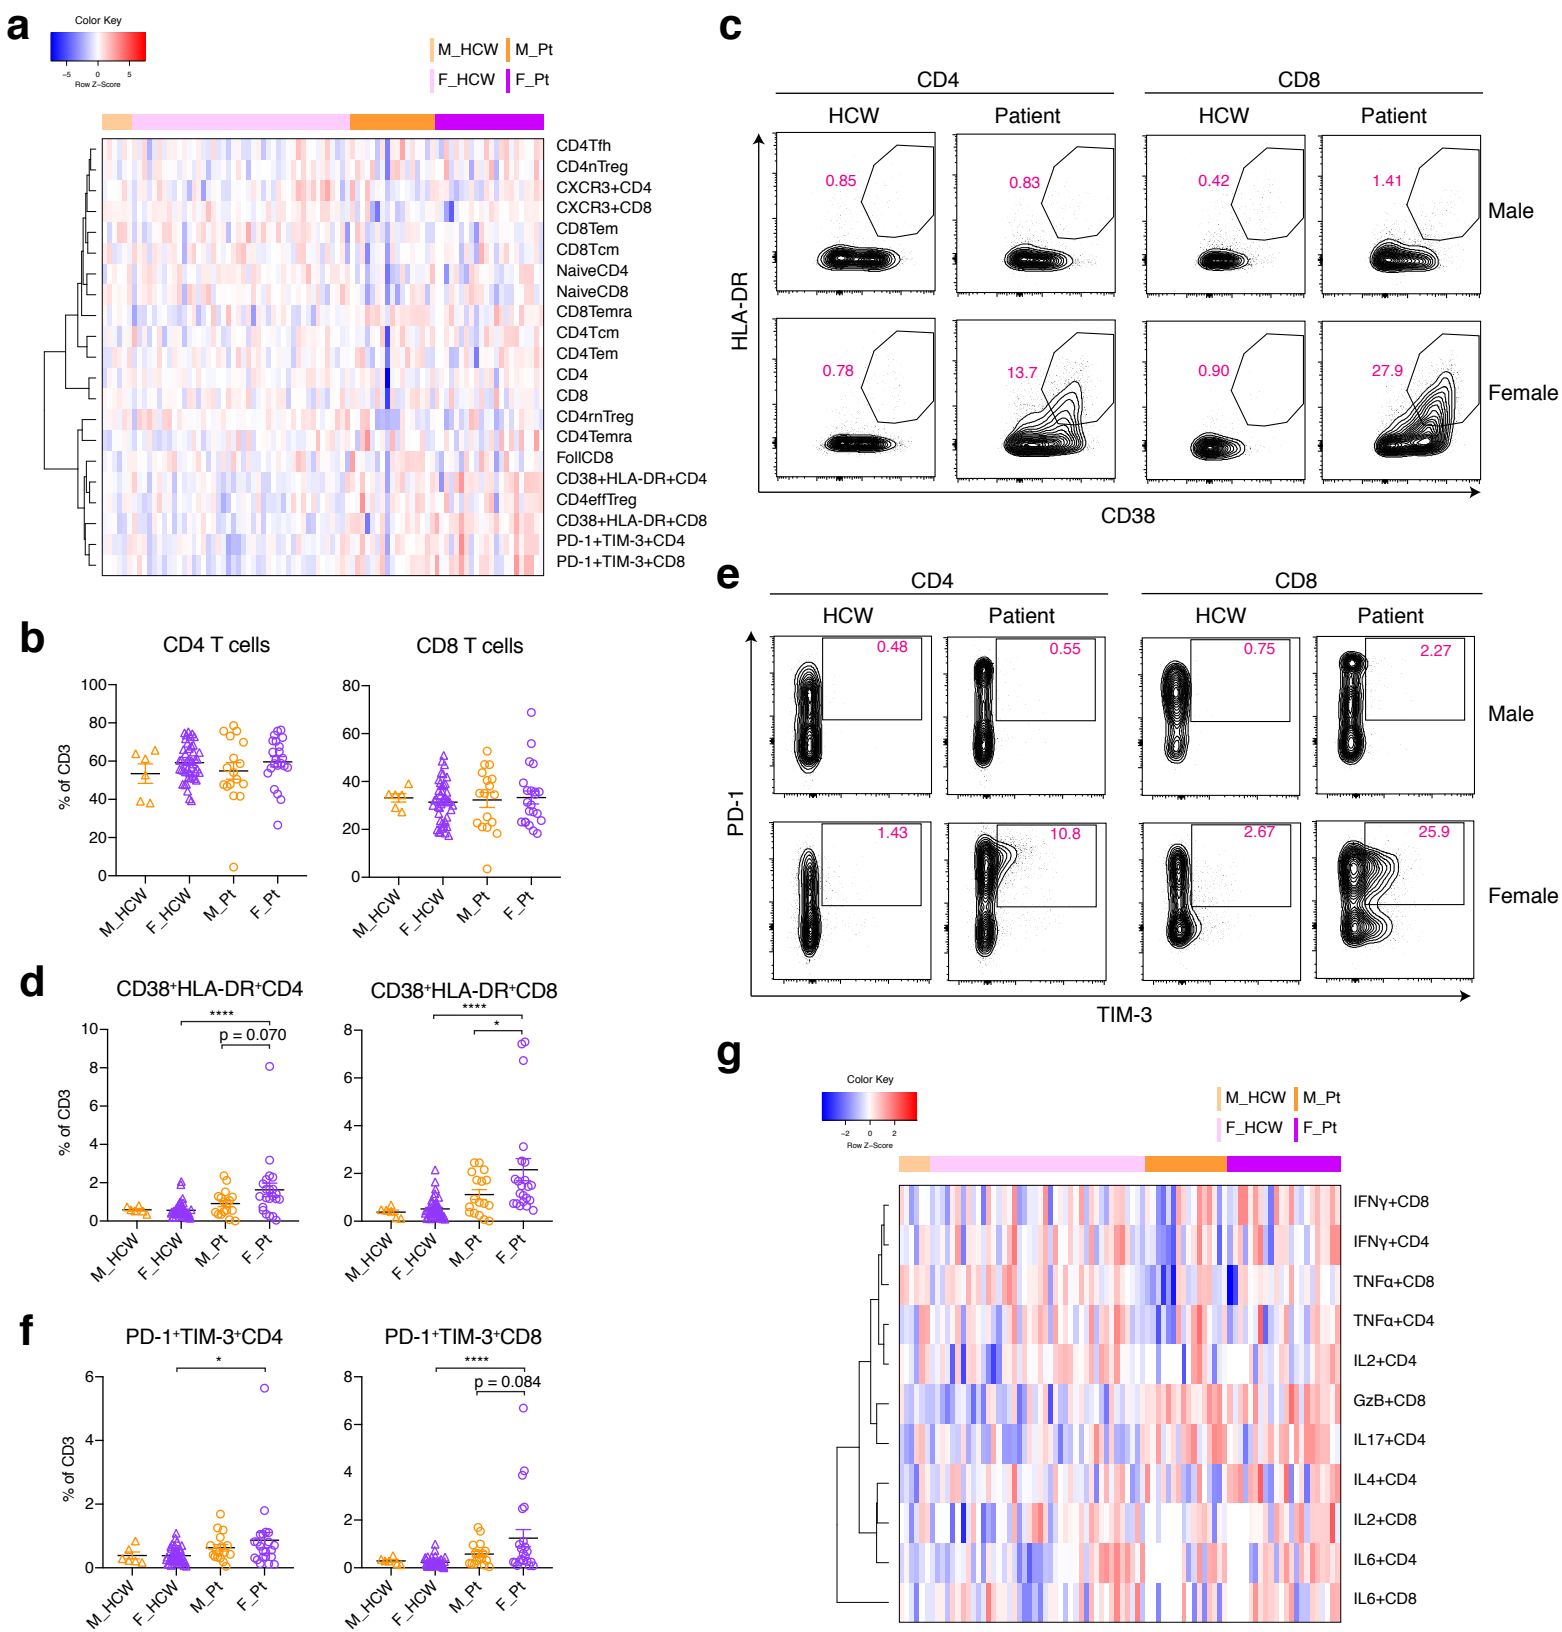 a
Color Key
−5 0 5
Row Z−Score
M_HCW M_Pt
F_HCW F_Pt
CD4Tfh
CD4nTreg
CXCR3+CD4
CXCR3+CD8
CD8Tem
CD8Tcm
NaiveCD4
NaiveCD8
CD8Temra
CD4Tcm
CD4Tem
CD4
CD8
CD4rnTreg
CD4Temra
FollCD8
CD38+HLA-DR+CD4
CD4effTreg
CD38+HLA-DR+CD8
PD-1+TIM-3+CD4
PD-1+TIM-3+CD8
b
CD4 T cells
% of CD3
100
80
60
40
20
0
M_HCW
F_HCW
M_Pt
F_Pt
CD8 T cells
80
60
40
20
0
M_HCW
F_HCW
M_Pt
F_Pt
c
CD4 CD8
HCW Patient HCW Patient
0.85 0.83 0.42 1.41
Male
0.78 13.7 0.90 27.9
Female
HLA-DR
CD38
d
CD38+HLA-DR+CD4
% of CD3
****
p = 0.070
10
8
6
4
2
0
M_HCW
F_HCW
M_Pt
F_Pt
CD38+HLA-DR+CD8
****
*
8
6
4
2
0
M_HCW
F_HCW
M_Pt
F_Pt
e
CD4 CD8
HCW Patient HCW Patient
0.48 0.55 0.75 2.27
Male
1.43 10.8 2.67 25.9
Female
PD-1
TIM-3
f
PD-1+TIM-3+CD4
% of CD3
*
6
4
2
0
M_HCW
F_HCW
M_Pt
F_Pt
PD-1+TIM-3+CD8
****
p = 0.084
8
6
4
2
0
M_HCW
F_HCW
M_Pt
F_Pt
g
Color Key
−2 0 2
Row Z−Score
M_HCW M_Pt
F_HCW F_Pt
IFNγ+CD8
IFNγ+CD4
TNFα+CD8
TNFα+CD4
IL2+CD4
GzB+CD8
IL17+CD4
IL4+CD4
IL2+CD8
IL6+CD4
IL6+CD8